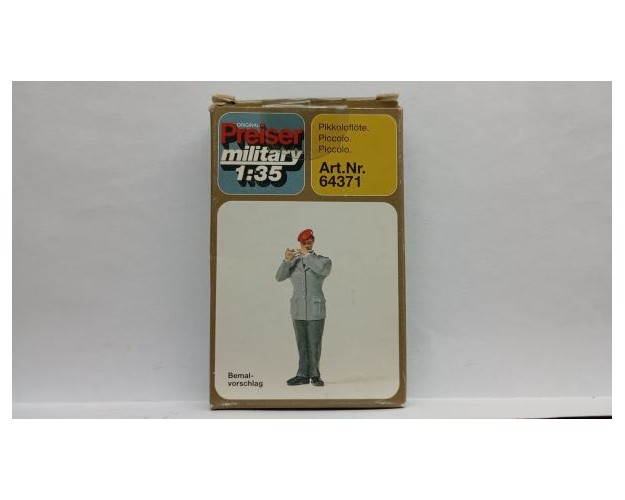 ORIGINAL
Preiser
military
1:35
Pikkoloflöte.
Piccolo.
Piccolo.
Art.Nr.
64371
Bemal-
vorschlag